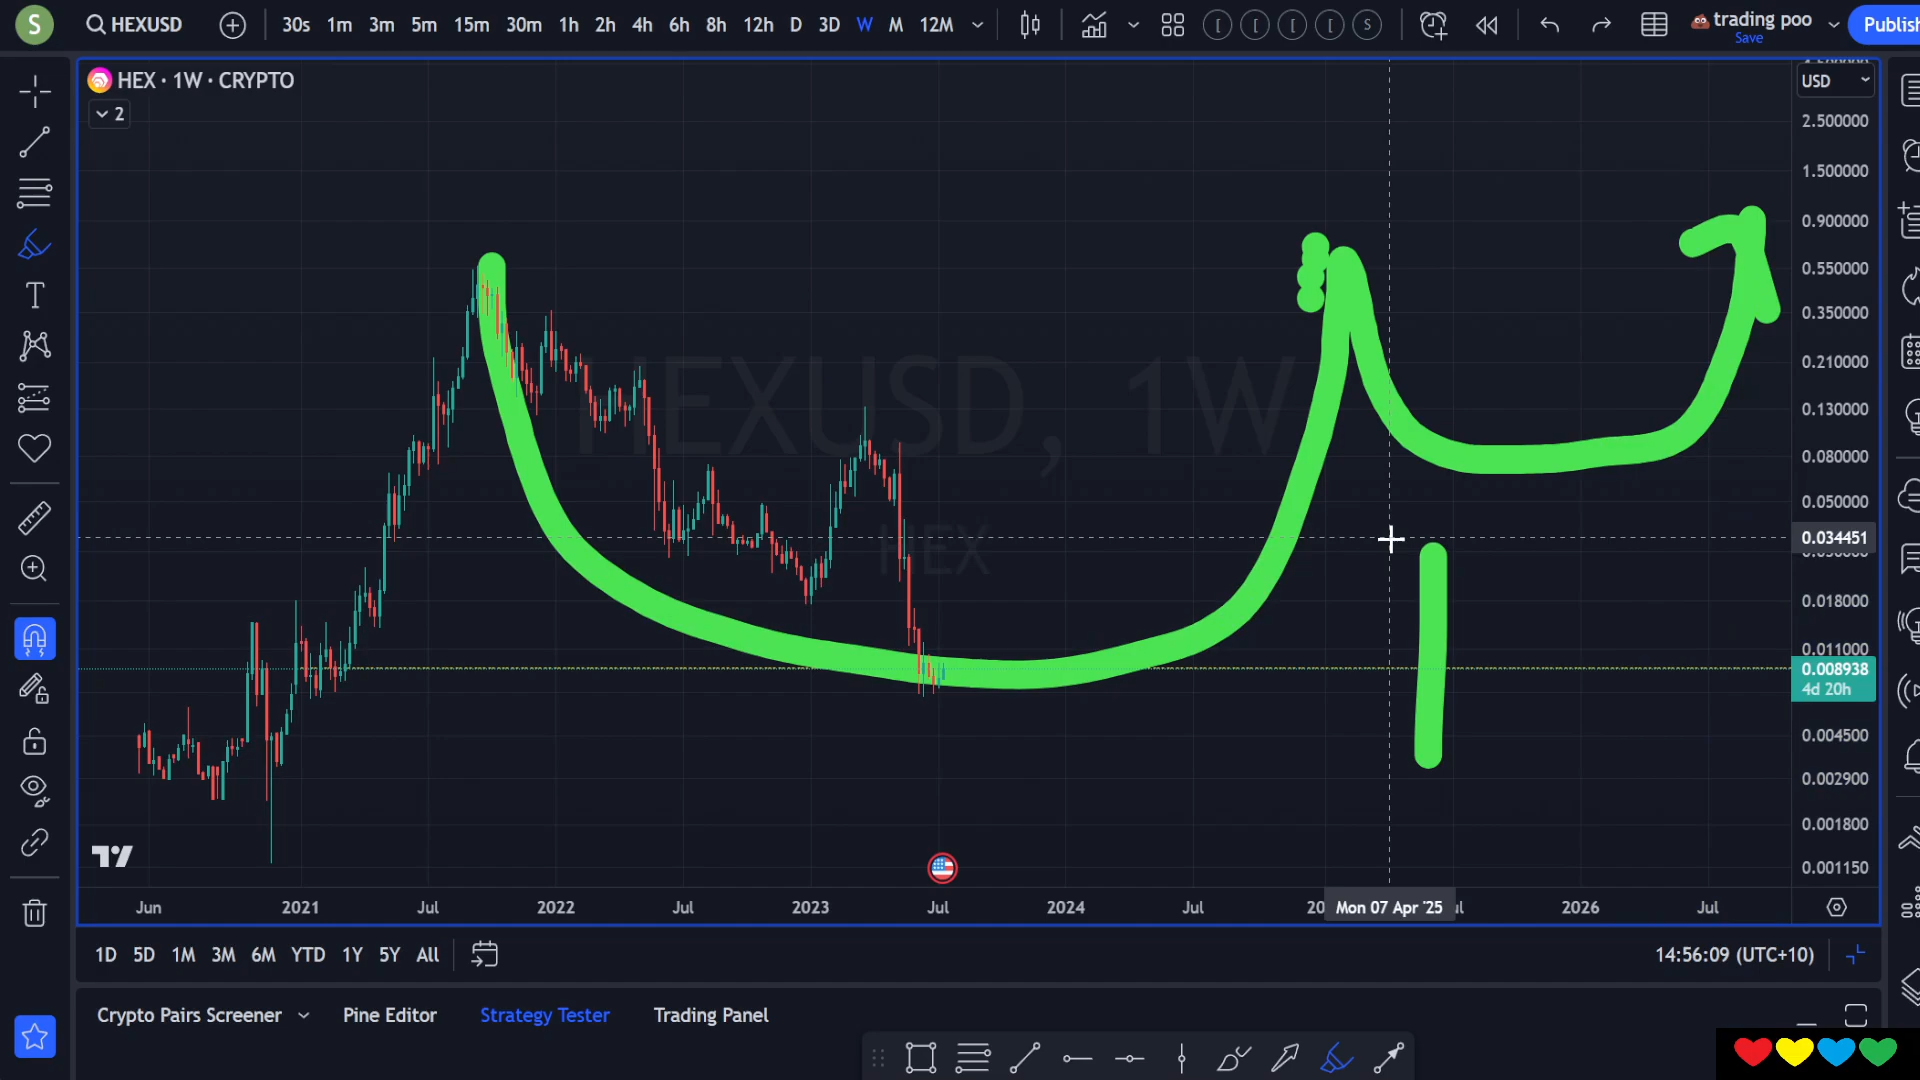 S
HEXUSD
30s 1m 3m 5m 15m 30m 1h 2h 4h 6h 8h 12h D 3D W M 12M
[ [ [ [ S
trading poo
Save
Publish
HEX · 1W · CRYPTO
2
USD
2.500000
1.500000
0.900000
0.550000
0.350000
0.210000
0.130000
0.080000
0.050000
0.034451
0.018000
0.011000
0.008938
4d 20h
0.004500
0.002900
0.001800
0.001150
HEXUSD, 1W
HEX
Jun 2021 Jul 2022 Jul 2023 Jul 2024 Jul 20 Mon 07 Apr '25 2026 Jul
1D 5D 1M 3M 6M YTD 1Y 5Y All
14:56:09 (UTC+10)
Crypto Pairs Screener Pine Editor Strategy Tester Trading Panel